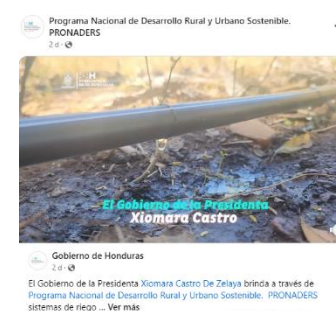 Programa Nacional de Desarrollo Rural y Urbano Sostenible.
PRONADERS
2 d ·
El Gobierno de la Presidenta
Xiomara Castro
Gobierno de Honduras
2 d ·
El Gobierno de la Presidenta Xiomara Castro De Zelaya brinda a través de
Programa Nacional de Desarrollo Rural y Urbano Sostenible. PRONADERS
sistemas de riego ... Ver más